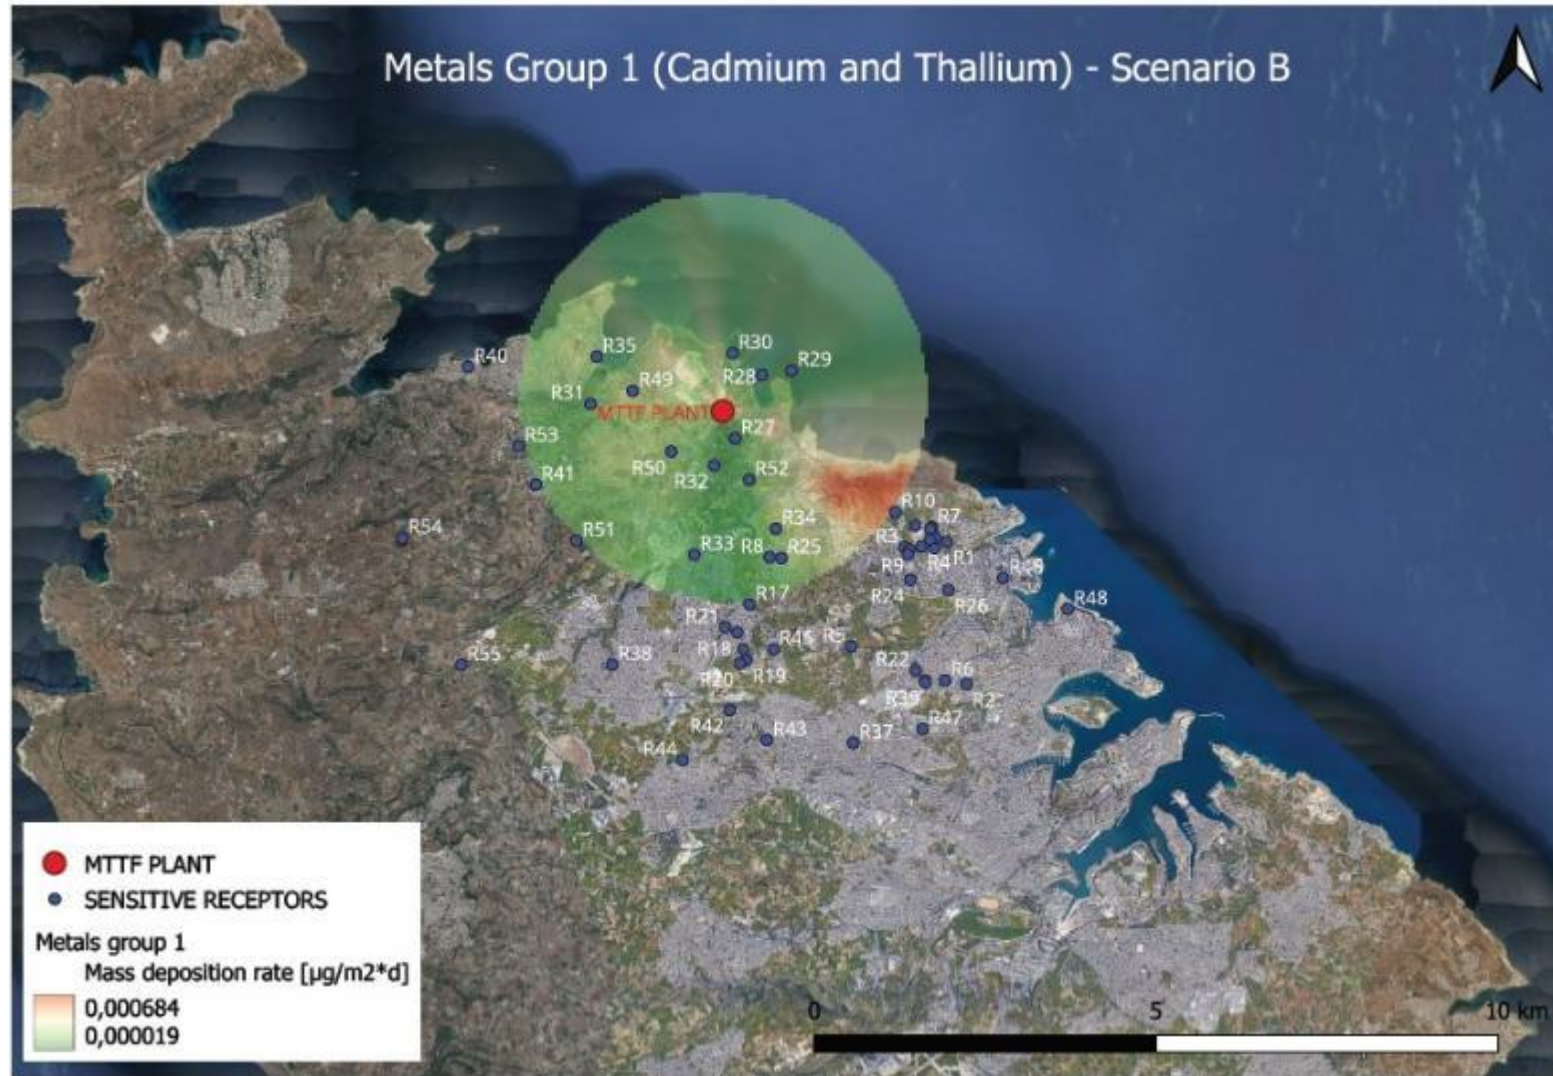 Metals Group 1 (Cadmium and Thallium) - Scenario B
R30
R35
R40
R29
R28
R49
R31
MTTF PLANT
R27
R53
R50
R32
R52
R41
R10
R34
R7
R54
R51
R3
R33
R8
R25
R9
R4
R1
R24
R26
R17
R48
R21
R18
R5
R38
R55
R22
R6
R20
R19
R42
R47
R43
R37
R44
MTTF PLANT
SENSITIVE RECEPTORS
Metals group 1
Mass deposition rate [µg/m2*d]
0,000684
0,000019
0
5
10 km